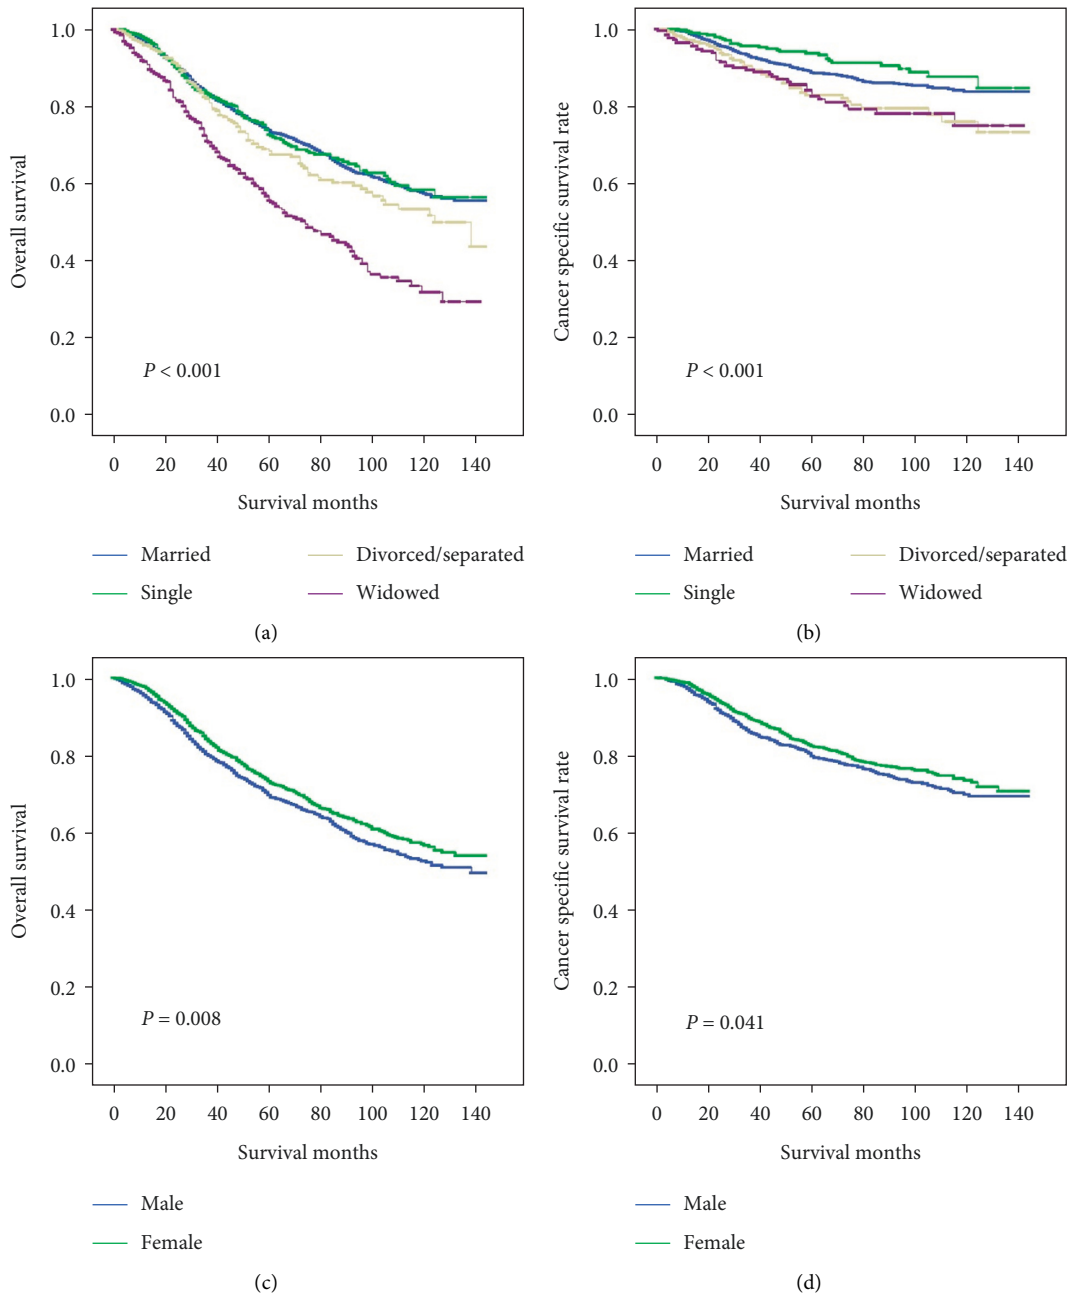 1.0
0.8
0.6
0.4
0.2
0.0
Overall survival
P < 0.001
0 20 40 60 80 100 120 140
Survival months
Married
Divorced/separated
Single
Widowed
(a)
1.0
0.8
0.6
0.4
0.2
0.0
Cancer specific survival rate
P < 0.001
0 20 40 60 80 100 120 140
Survival months
Married
Divorced/separated
Single
Widowed
(b)
1.0
0.8
0.6
0.4
0.2
0.0
Overall survival
P = 0.008
0 20 40 60 80 100 120 140
Survival months
Male
Female
(c)
1.0
0.8
0.6
0.4
0.2
0.0
Cancer specific survival rate
P = 0.041
0 20 40 60 80 100 120 140
Survival months
Male
Female
(d)